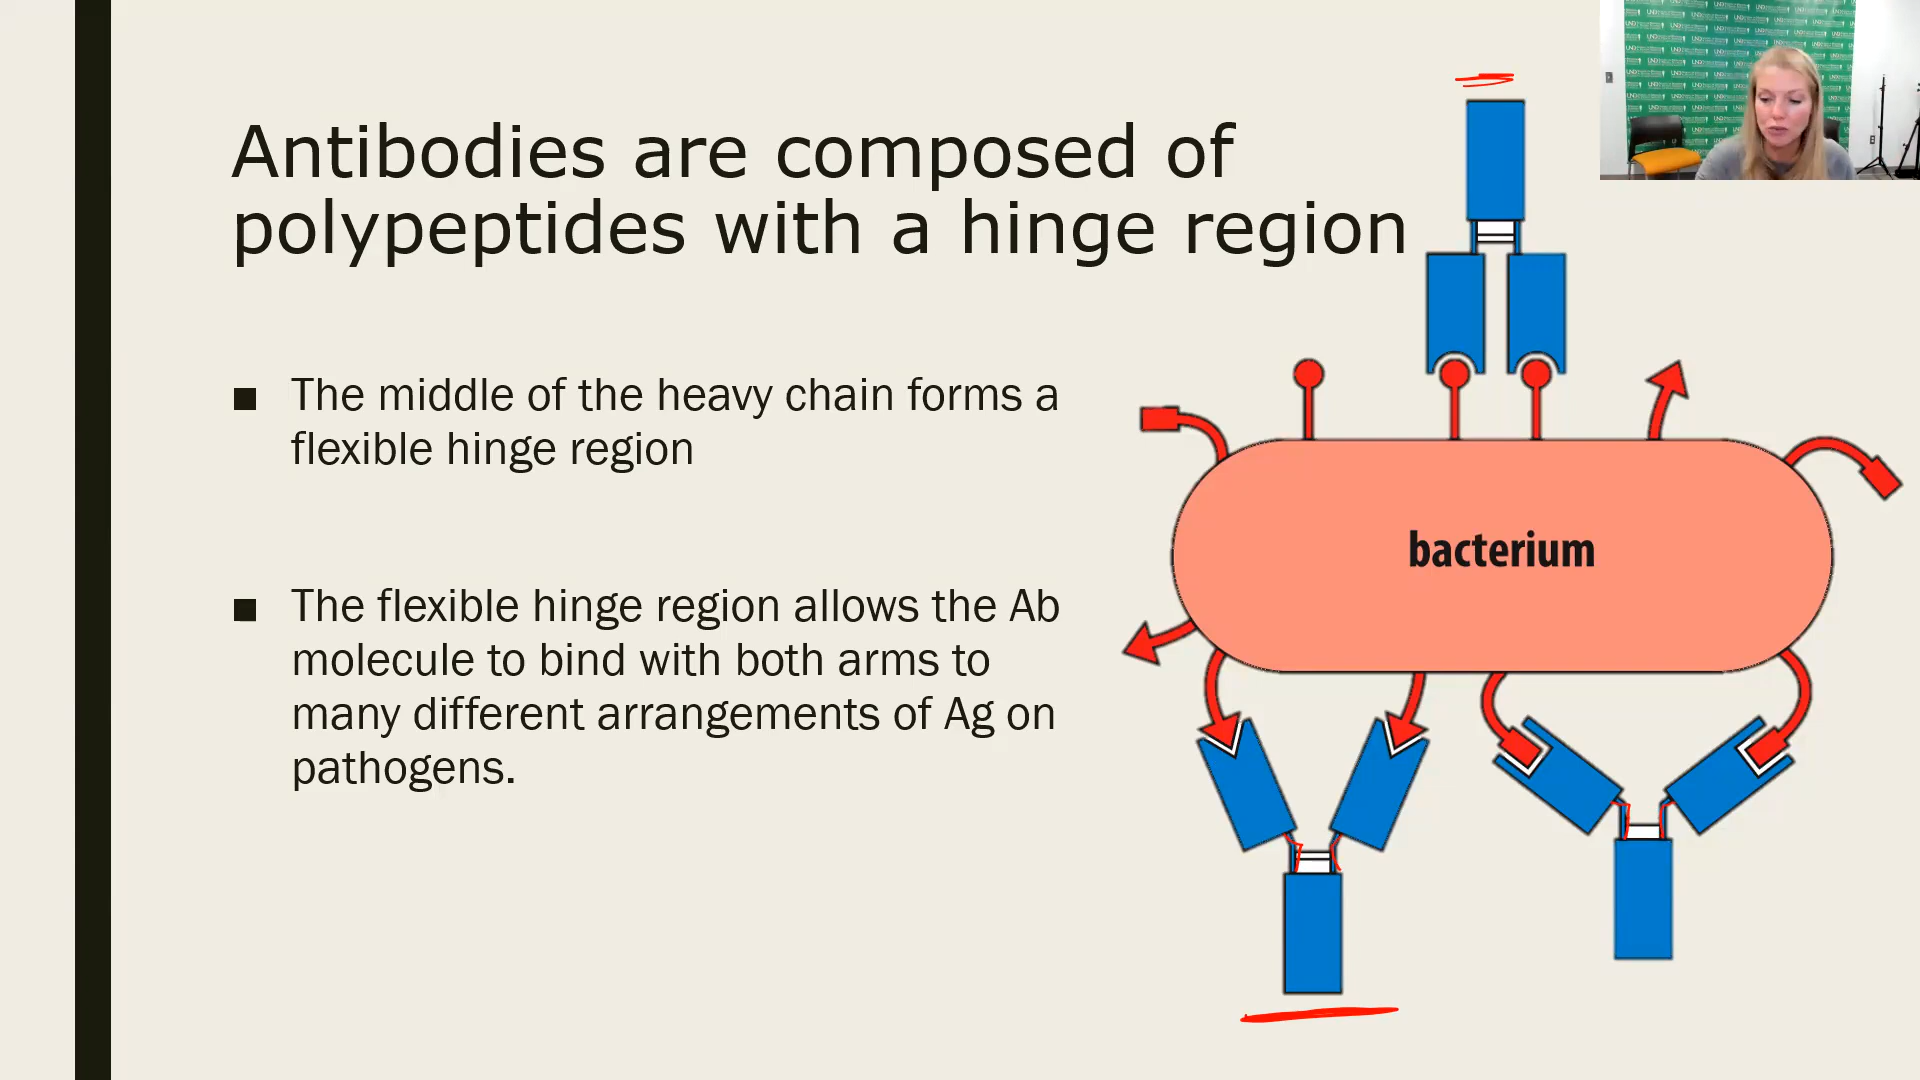 Antibodies are composed of
polypeptides with a hinge region
■ The middle of the heavy chain forms a
flexible hinge region
■ The flexible hinge region allows the Ab
molecule to bind with both arms to
many different arrangements of Ag on
pathogens.
bacterium